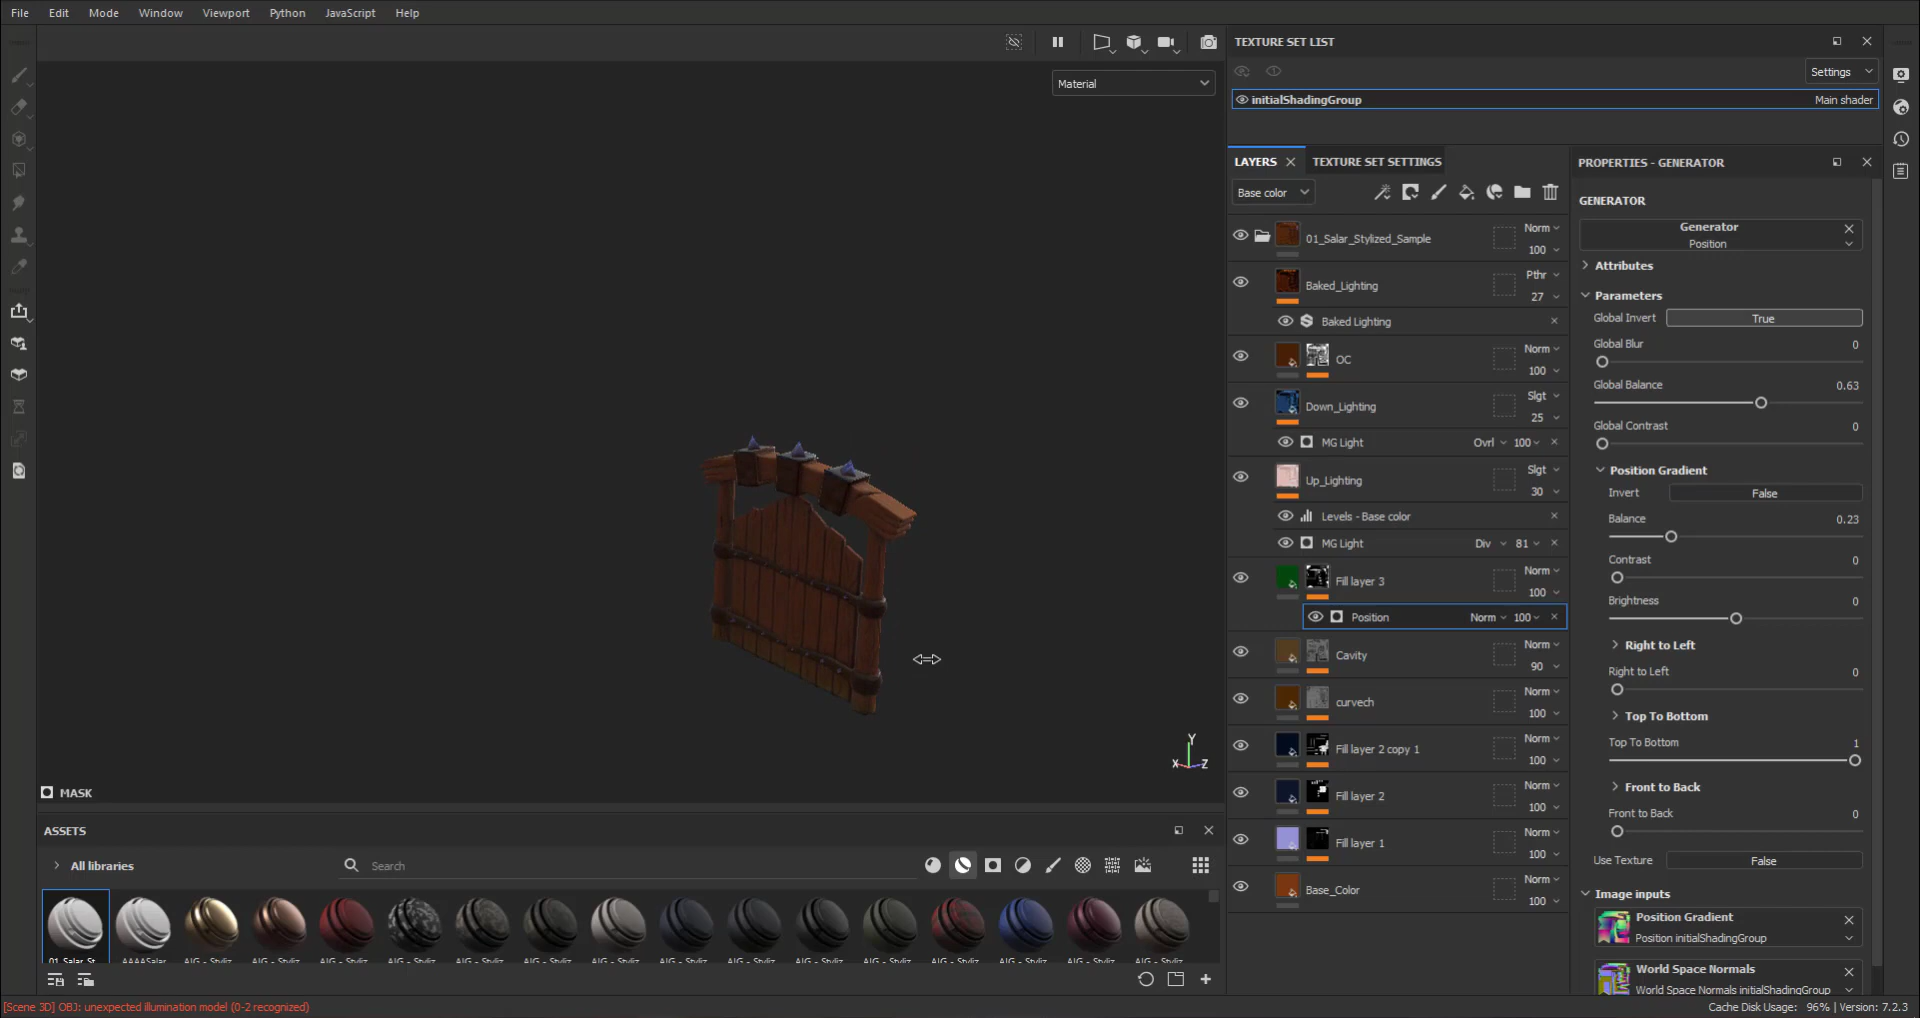 File Edit Mode Window Viewport Python JavaScript Help
Material
MASK
Y
X Z
TEXTURE SET LIST
Settings
initialShadingGroup Main shader
LAYERS TEXTURE SET SETTINGS
Base color
01_Salar_Stylized_Sample Norm 100
Baked_Lighting Pthr 27
Baked Lighting
OC Norm 100
Down_Lighting Slgt 25
MG Light Ovrl 100
Up_Lighting Slgt 30
Levels - Base color
MG Light Div 81
Fill layer 3 Norm 100
Position Norm 100
Cavity Norm 90
curvech Norm 100
Fill layer 2 copy 1 Norm 100
Fill layer 2 Norm 100
Fill layer 1 Norm 100
Base_Color Norm 100
PROPERTIES - GENERATOR
GENERATOR
Generator
Position
Attributes
Parameters
Global Invert True
Global Blur 0
Global Balance 0.63
Global Contrast 0
Position Gradient
Invert False
Balance 0.23
Contrast 0
Brightness 0
Right to Left
Right to Left 0
Top To Bottom
Top To Bottom 1
Front to Back
Front to Back 0
Use Texture False
Image inputs
Position Gradient
Position initialShadingGroup
World Space Normals
World Space Normals initialShadingGroup
ASSETS
All libraries Search
[Scene 3D] OBJ: unexpected illumination model (0-2 recognized)
Cache Disk Usage: 96% | Version: 7.2.3